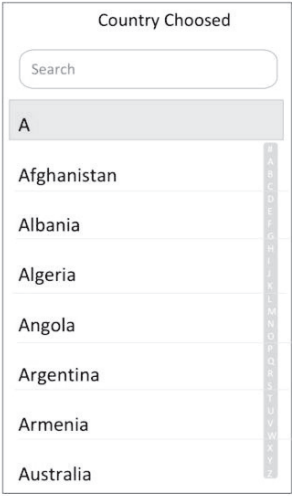 Country Choosed
Search
A
Afghanistan
Albania
Algeria
Angola
Argentina
Armenia
Australia
#
A
B
C
D
E
F
G
H
I
J
K
L
M
N
O
P
Q
R
S
T
U
V
W
X
Y
Z